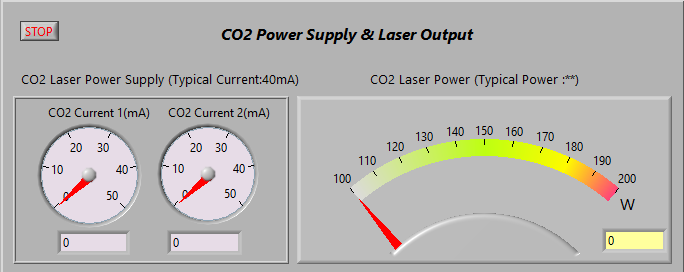 STOP
CO2 Power Supply & Laser Output
CO2 Laser Power Supply (Typical Current:40mA)
CO2 Laser Power (Typical Power :**)
CO2 Current 1(mA)
CO2 Current 2(mA)
0 10 20 30 40 50
0 10 20 30 40 50
0
0
100 110 120 130 140 150 160 170 180 190 200
W
0